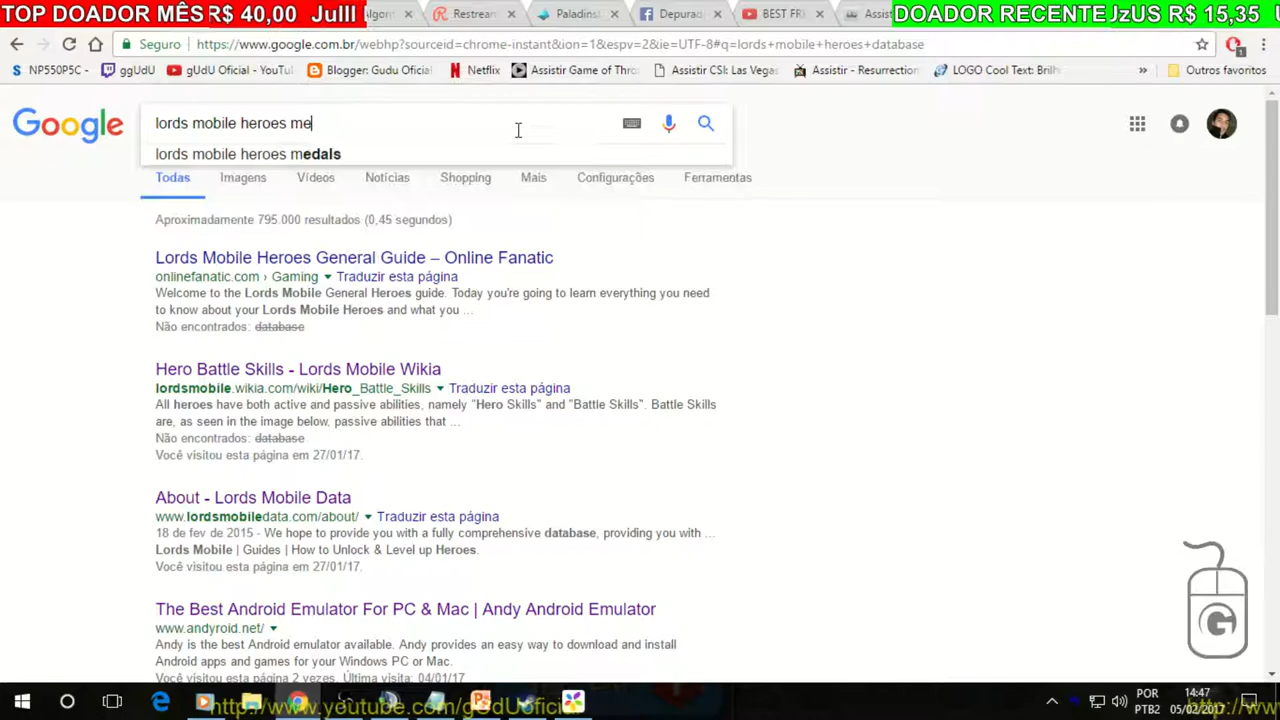 TOP DOADOR MÊS R$ 40,00 Julll
DOADOR RECENTE JzUS R$ 15,35
Restream
Paladins
Depurado
BEST FR
Assist
Seguro
https://www.google.com.br/webhp?sourceid=chrome-instant&ion=1&espv=2&ie=UTF-8#q=lords+mobile+heroes+database
NP550P5C -
ggUdU
gUdU Oficial - YouTu
Blogger: Gudu Oficial
Netflix
Assistir Game of Thro
Assistir CSI: Las Vegas
Assistir - Resurrection
LOGO Cool Text: Brilh
»
Outros favoritos
Google
lords mobile heroes me
lords mobile heroes medals
Todas
Imagens
Vídeos
Notícias
Shopping
Mais
Configurações
Ferramentas
Aproximadamente 795.000 resultados (0,45 segundos)
Lords Mobile Heroes General Guide – Online Fanatic
onlinefanatic.com › Gaming Traduzir esta página
Welcome to the Lords Mobile General Heroes guide. Today you're going to learn everything you need
to know about your Lords Mobile Heroes and what you ...
Não encontrados: database
Hero Battle Skills - Lords Mobile Wikia
lordsmobile.wikia.com/wiki/Hero_Battle_Skills Traduzir esta página
All heroes have both active and passive abilities, namely "Hero Skills" and "Battle Skills". Battle Skills
are, as seen in the image below, passive abilities that ...
Não encontrados: database
Você visitou esta página em 27/01/17.
About - Lords Mobile Data
www.lordsmobiledata.com/about/ Traduzir esta página
18 de fev de 2015 - We hope to provide you with a fully comprehensive database, providing you with ...
Lords Mobile | Guides | How to Unlock & Level up Heroes.
Você visitou esta página em 27/01/17.
The Best Android Emulator For PC & Mac | Andy Android Emulator
www.andyroid.net/
Andy is the best Android emulator available. Andy provides an easy way to download and install
Android apps and games for your Windows PC or Mac.
Você visitou esta página 2 vezes. Última visita: 04/01/17
G
http://www.youtube.com/gUdUoficial
POR
PTB2
14:47
05/02/2017